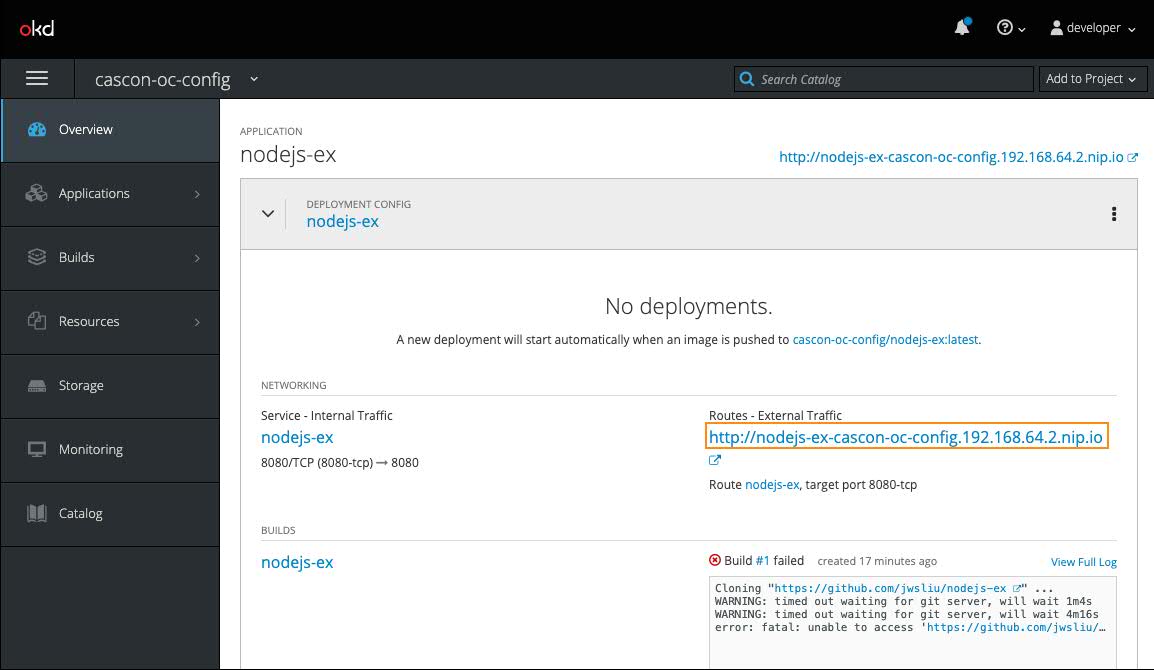 okd
developer
cascon-oc-config
Search Catalog
Add to Project
Overview
Applications
Builds
Resources
Storage
Monitoring
Catalog
APPLICATION
nodejs-ex
http://nodejs-ex-cascon-oc-config.192.168.64.2.nip.io
DEPLOYMENT CONFIG
nodejs-ex
No deployments.
A new deployment will start automatically when an image is pushed to cascon-oc-config/nodejs-ex:latest.
NETWORKING
Service - Internal Traffic
nodejs-ex
8080/TCP (8080-tcp) → 8080
Routes - External Traffic
http://nodejs-ex-cascon-oc-config.192.168.64.2.nip.io
Route nodejs-ex, target port 8080-tcp
BUILDS
nodejs-ex
Build #1 failed created 17 minutes ago
View Full Log
Cloning "https://github.com/jwsliu/nodejs-ex" ...
WARNING: timed out waiting for git server, will wait 1m4s
WARNING: timed out waiting for git server, will wait 4m16s
error: fatal: unable to access 'https://github.com/jwsliu/…